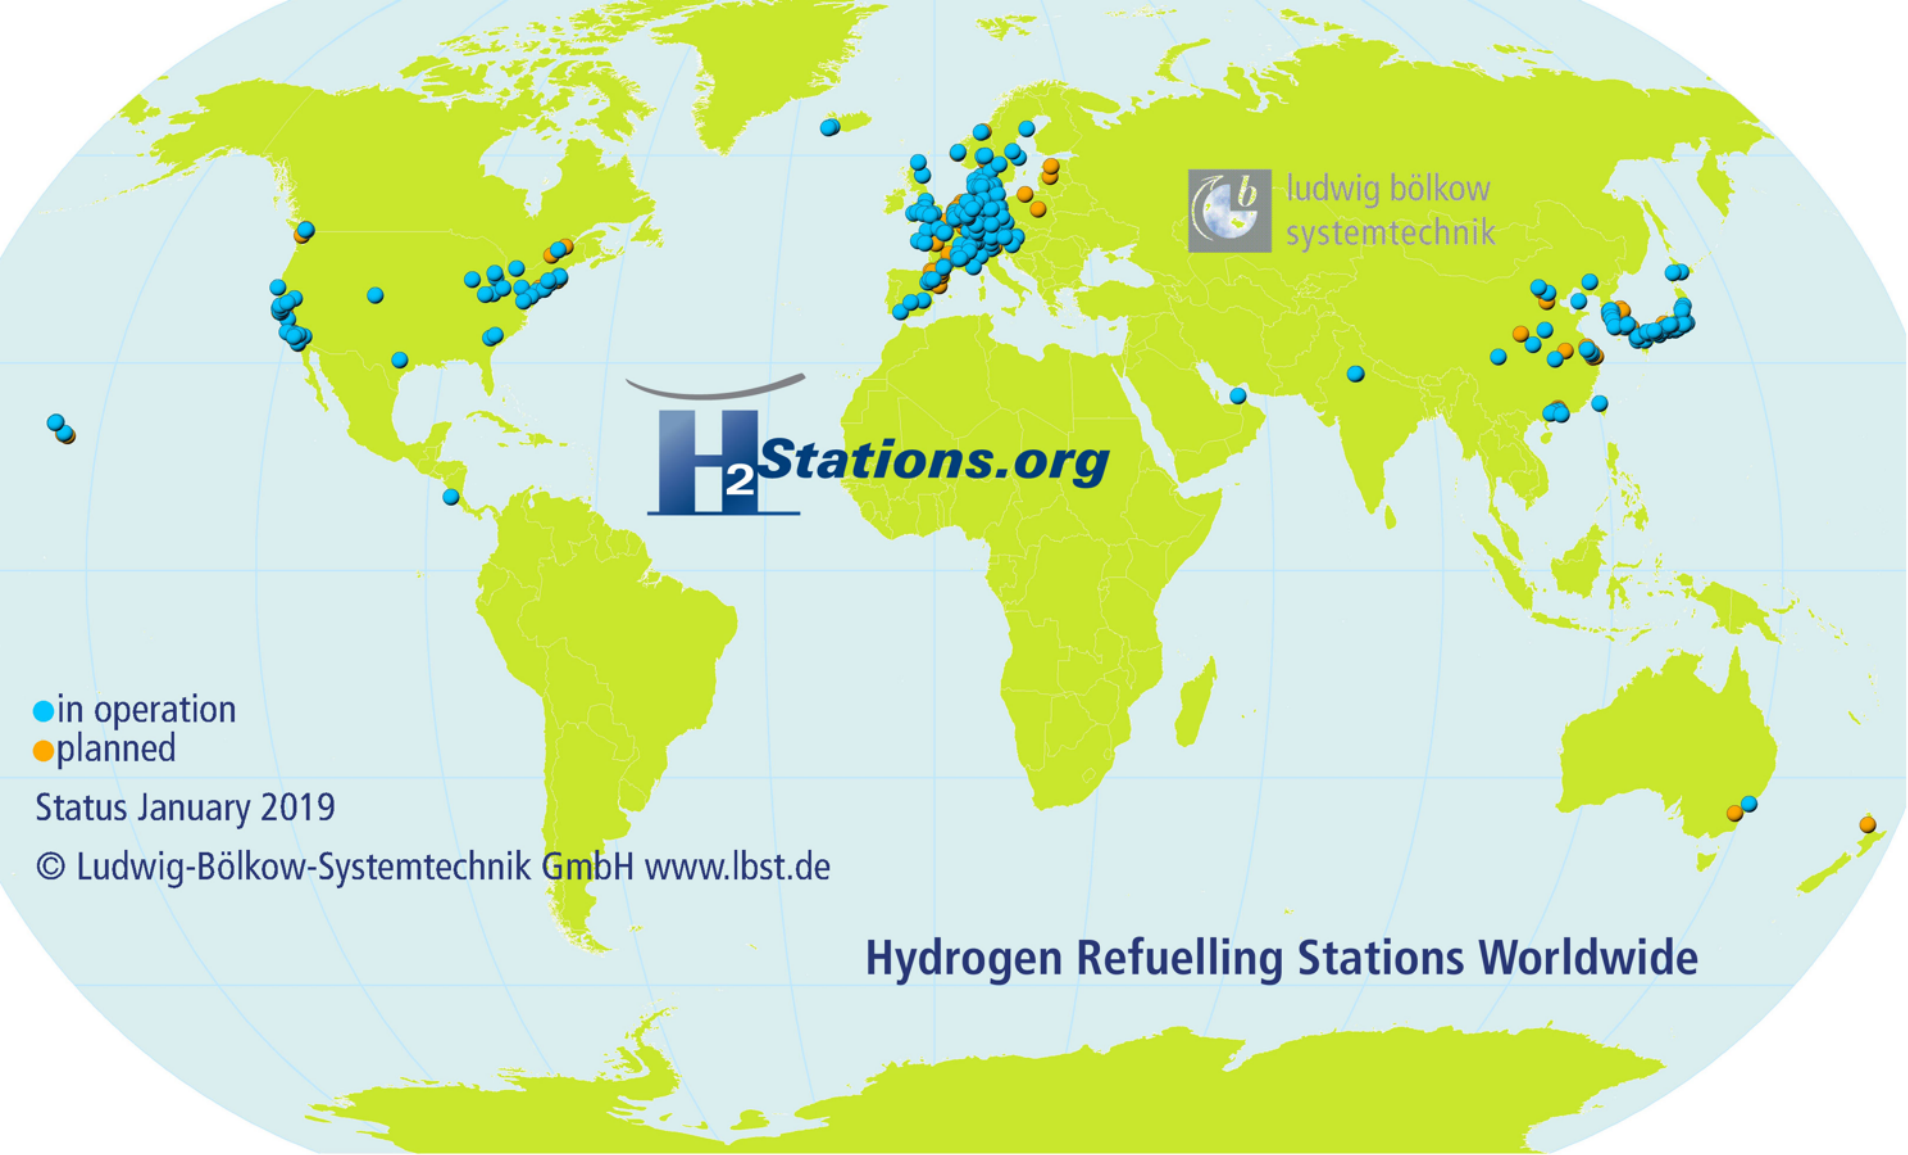 b
ludwig bölkow
systemtechnik
H2Stations.org
in operation
planned
Status January 2019
© Ludwig-Bölkow-Systemtechnik GmbH www.lbst.de
Hydrogen Refuelling Stations Worldwide